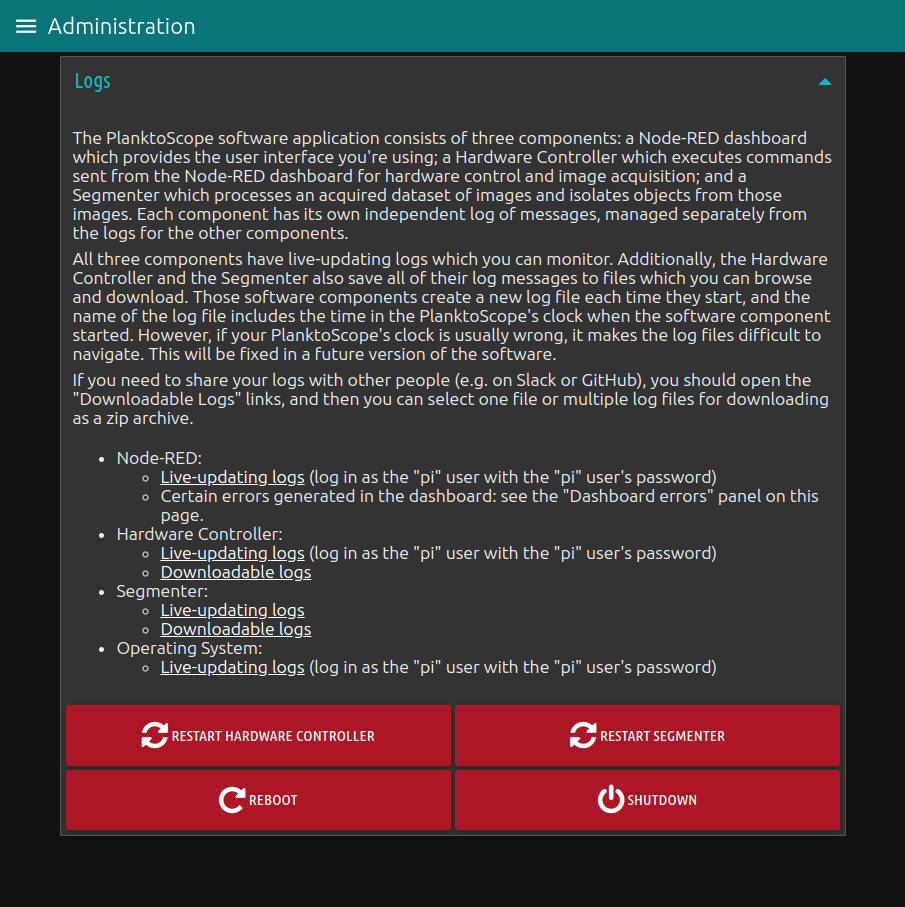 Administration
Logs
The PlanktoScope software application consists of three components: a Node-RED dashboard
which provides the user interface you're using; a Hardware Controller which executes commands
sent from the Node-RED dashboard for hardware control and image acquisition; and a
Segmenter which processes an acquired dataset of images and isolates objects from those
images. Each component has its own independent log of messages, managed separately from
the logs for the other components.
All three components have live-updating logs which you can monitor. Additionally, the Hardware
Controller and the Segmenter also save all of their log messages to files which you can browse
and download. Those software components create a new log file each time they start, and the
name of the log file includes the time in the PlanktoScope's clock when the software component
started. However, if your PlanktoScope's clock is usually wrong, it makes the log files difficult to
navigate. This will be fixed in a future version of the software.
If you need to share your logs with other people (e.g. on Slack or GitHub), you should open the
"Downloadable Logs" links, and then you can select one file or multiple log files for downloading
as a zip archive.
• Node-RED:
◦ Live-updating logs (log in as the "pi" user with the "pi" user's password)
◦ Certain errors generated in the dashboard: see the "Dashboard errors" panel on this
page.
• Hardware Controller:
◦ Live-updating logs (log in as the "pi" user with the "pi" user's password)
◦ Downloadable logs
• Segmenter:
◦ Live-updating logs
◦ Downloadable logs
• Operating System:
◦ Live-updating logs (log in as the "pi" user with the "pi" user's password)
RESTART HARDWARE CONTROLLER
RESTART SEGMENTER
REBOOT
SHUTDOWN